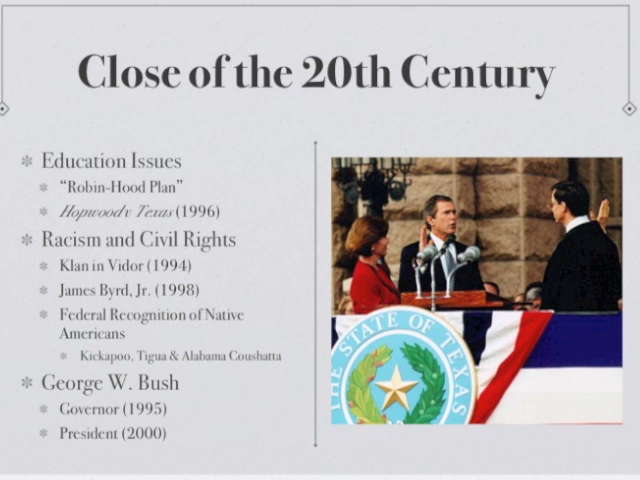 Close of the 20th Century
Education Issues
“Robin-Hood Plan”
Hopwood v Texas (1996)
Racism and Civil Rights
Klan in Vidor (1994)
James Byrd, Jr. (1998)
Federal Recognition of Native
Americans
Kickapoo, Tigua & Alabama Coushatta
George W. Bush
Governor (1995)
President (2000)
THE STATE OF TEXAS